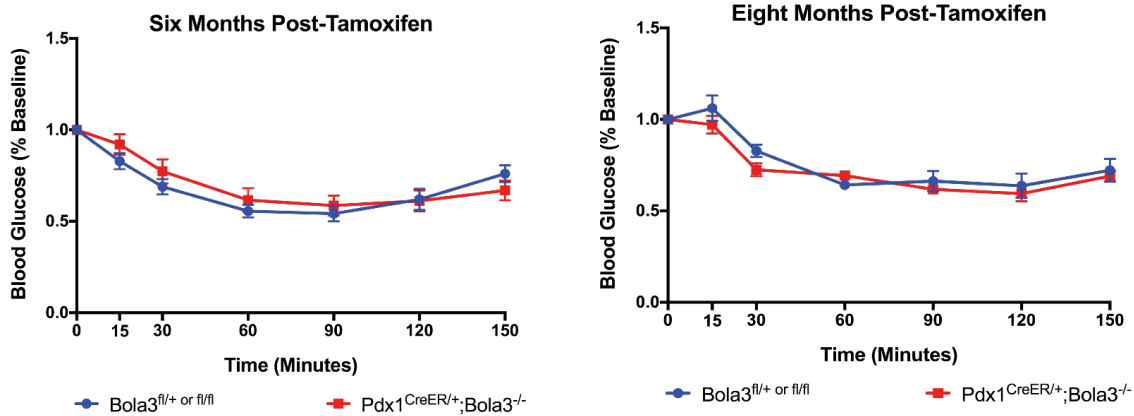 Six Months Post-Tamoxifen
Blood Glucose (% Baseline)
1.5
1.0
0.5
0.0
0 15 30 60 90 120 150
Time (Minutes)
Bola3fl/+ or fl/fl Pdx1CreER/+;Bola3-/-
Eight Months Post-Tamoxifen
Blood Glucose (% Baseline)
1.5
1.0
0.5
0.0
0 15 30 60 90 120 150
Time (Minutes)
Bola3fl/+ or fl/fl Pdx1CreER/+;Bola3-/-